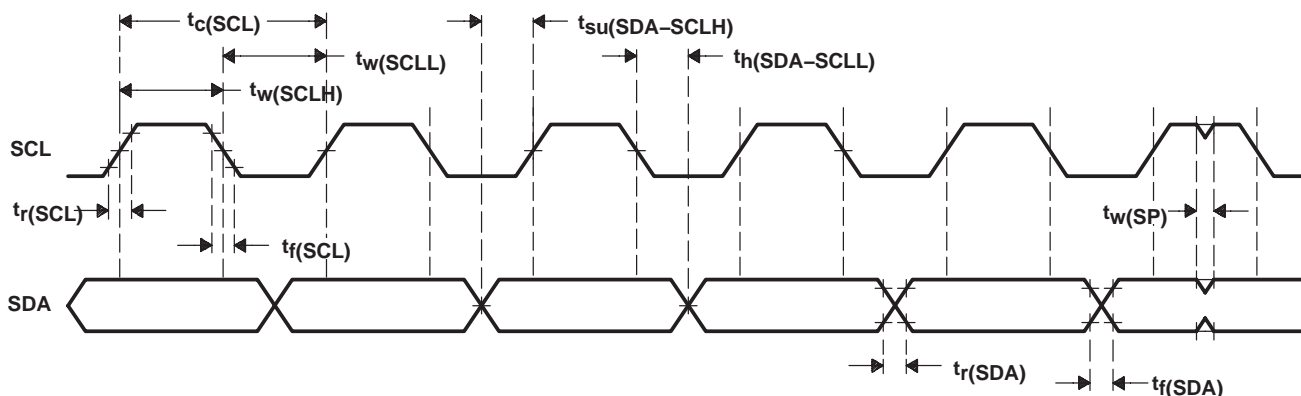 tc(SCL)
tsu(SDA–SCLH)
tw(SCLL)
th(SDA–SCLL)
tw(SCLH)
SCL
tr(SCL)
tw(SP)
tf(SCL)
SDA
tr(SDA)
tf(SDA)